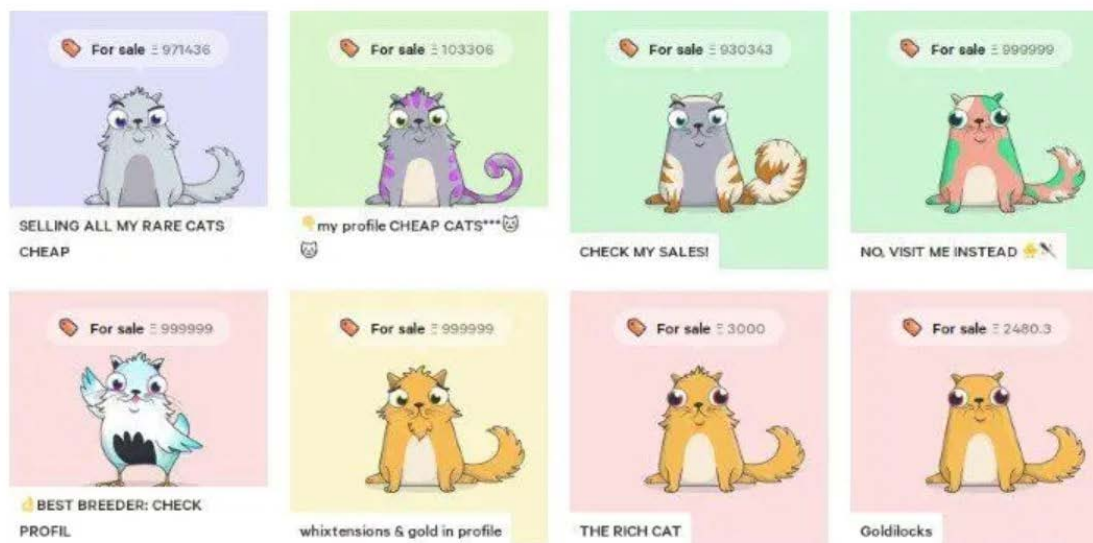 For sale Ξ 971436
For sale Ξ 103306
For sale Ξ 930343
For sale Ξ 999999
SELLING ALL MY RARE CATS
CHEAP
👇my profile CHEAP CATS***🐱
🐱
CHECK MY SALES!
NO, VISIT ME INSTEAD
For sale Ξ 999999
For sale Ξ 999999
For sale Ξ 3000
For sale Ξ 2480.3
👌BEST BREEDER: CHECK
PROFIL
whixtensions & gold in profile
THE RICH CAT
Goldilocks